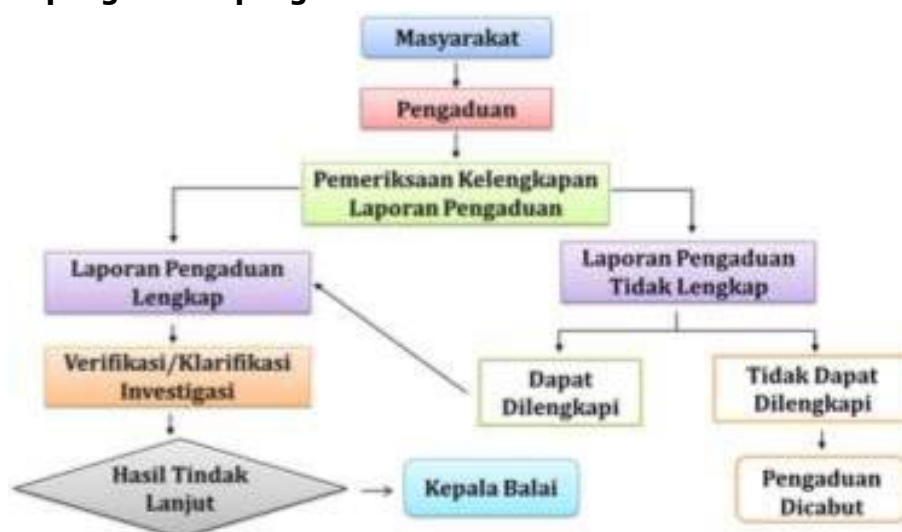 Masyarakat
Pengaduan
Pemeriksaan Kelengkapan
Laporan Pengaduan
Laporan Pengaduan
Lengkap
Laporan Pengaduan
Tidak Lengkap
Verifikasi/Klarifikasi
Investigasi
Dapat
Dilengkapi
Tidak Dapat
Dilengkapi
Hasil Tindak
Lanjut
Kepala Balai
Pengaduan
Dicabut